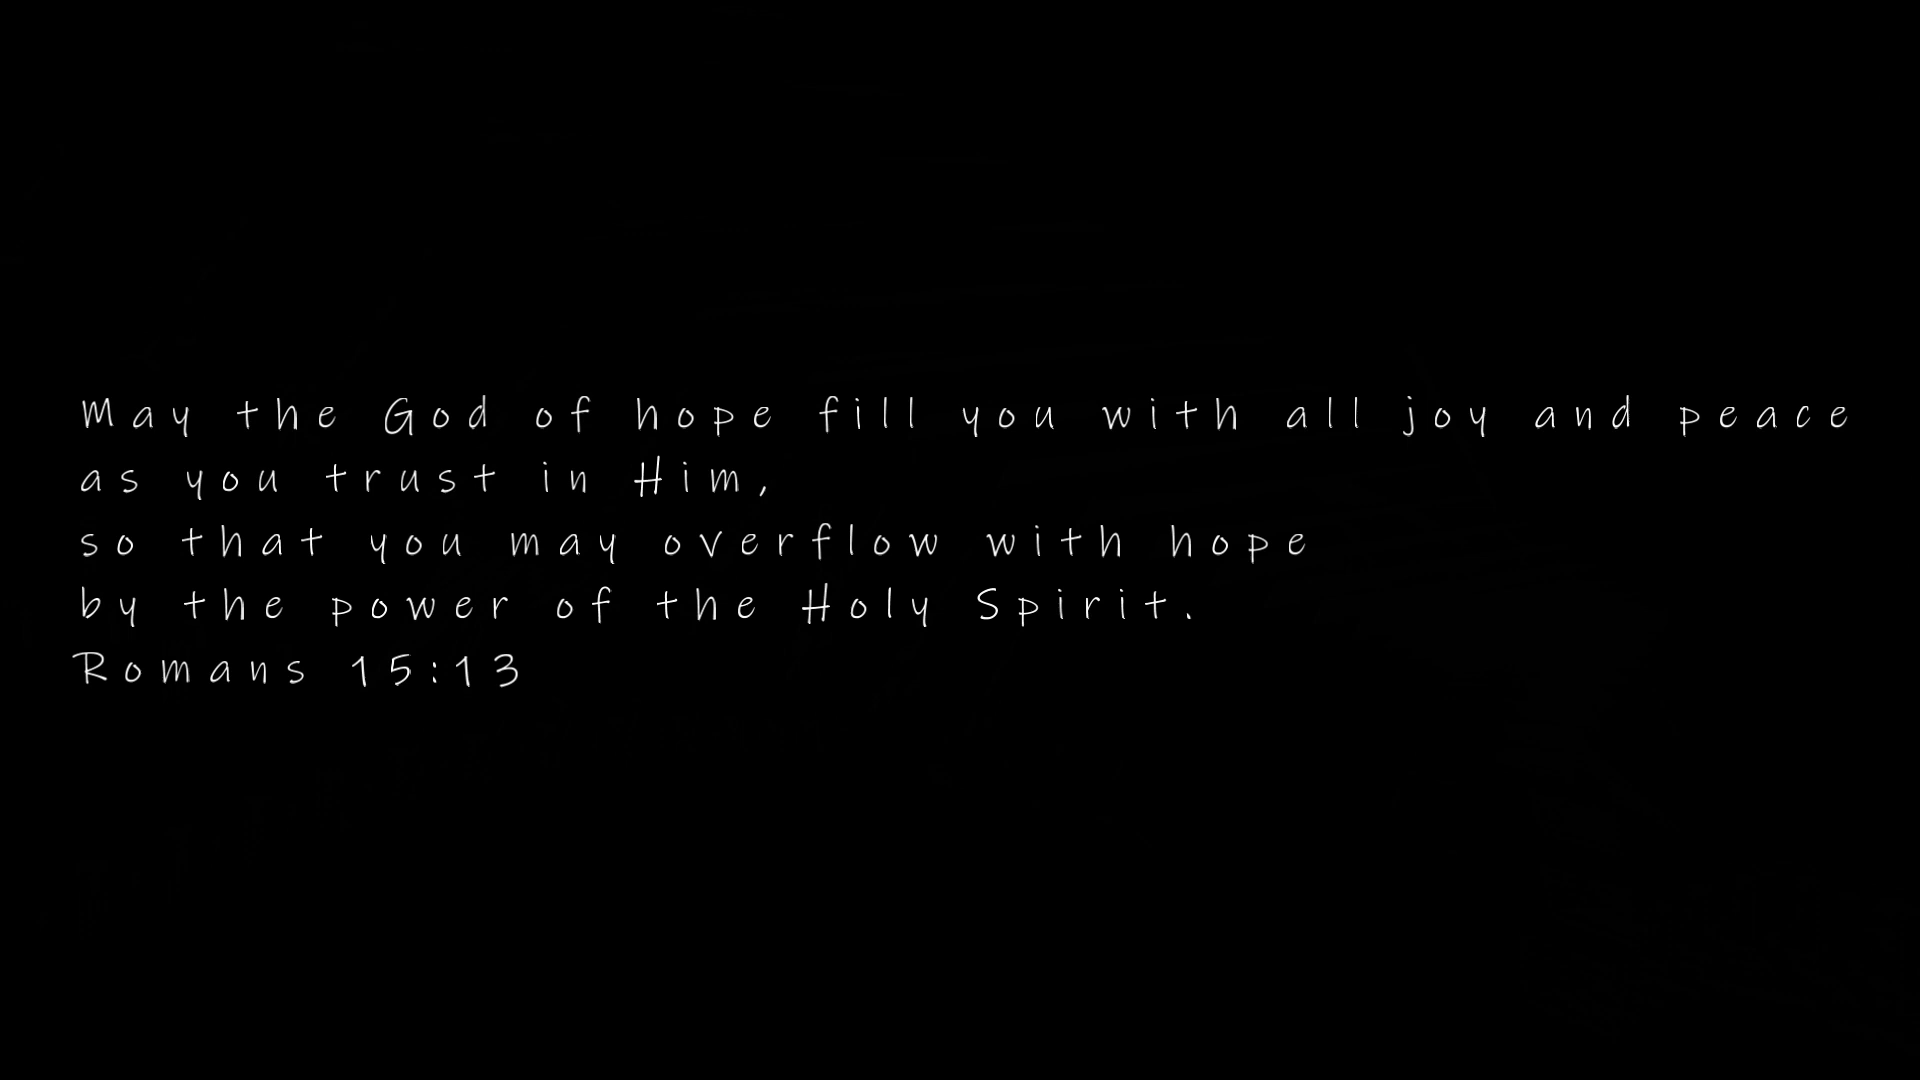 May the God of hope fill you with all joy and peace
as you trust in Him,
so that you may overflow with hope
by the power of the Holy Spirit.
Romans 15:13